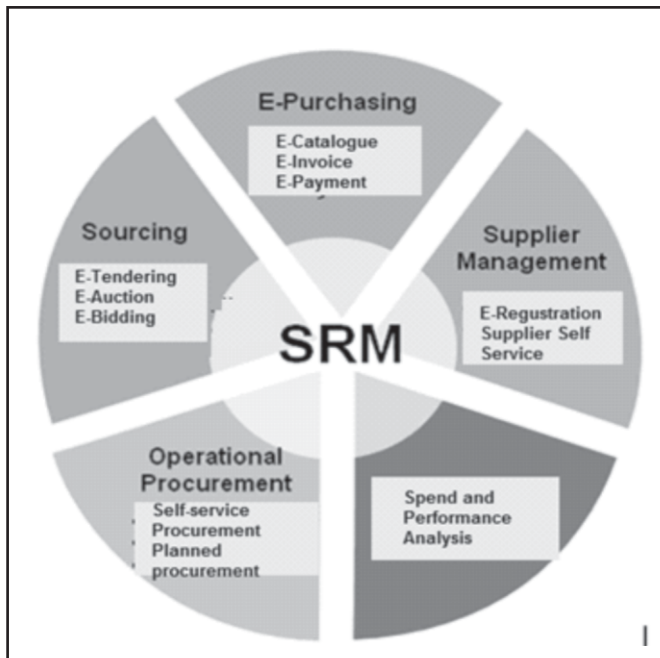 E-Purchasing
E-Catalogue
E-Invoice
E-Payment
Sourcing
E-Tendering
E-Auction
E-Bidding
Supplier
Management
E-Regustration
Supplier Self
Service
SRM
Operational
Procurement
Self-service
Procurement
Planned
procurement
Spend and
Performance
Analysis